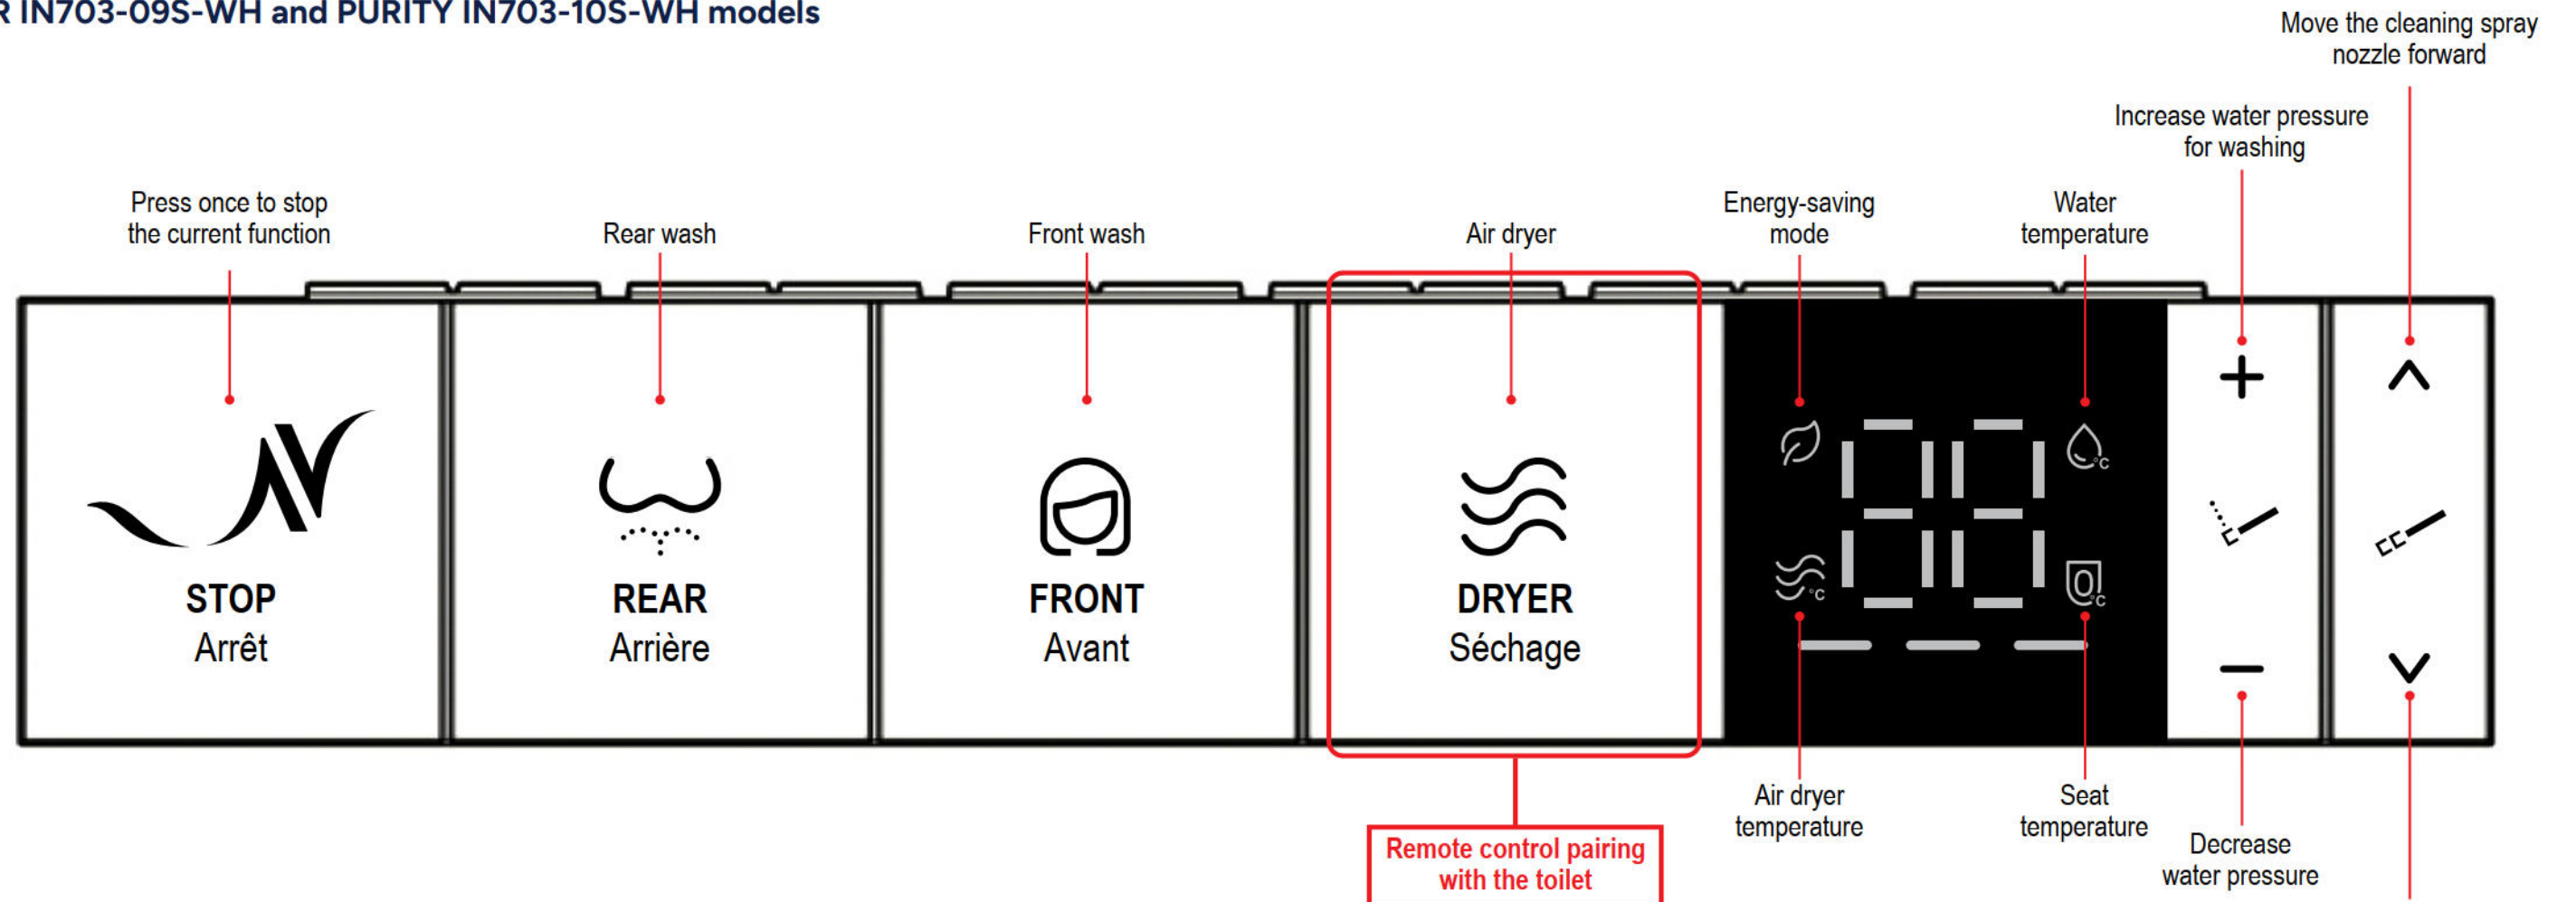 R IN703-09S-WH and PURITY IN703-10S-WH models
Move the cleaning spray
nozzle forward
Increase water pressure
for washing
Press once to stop
the current function
Rear wash
Front wash
Air dryer
Energy-saving
mode
Water
temperature
STOP
Arrêt
REAR
Arrière
FRONT
Avant
DRYER
Séchage
°C
°C
°C
Air dryer
temperature
Seat
temperature
Decrease
water pressure
Remote control pairing
with the toilet